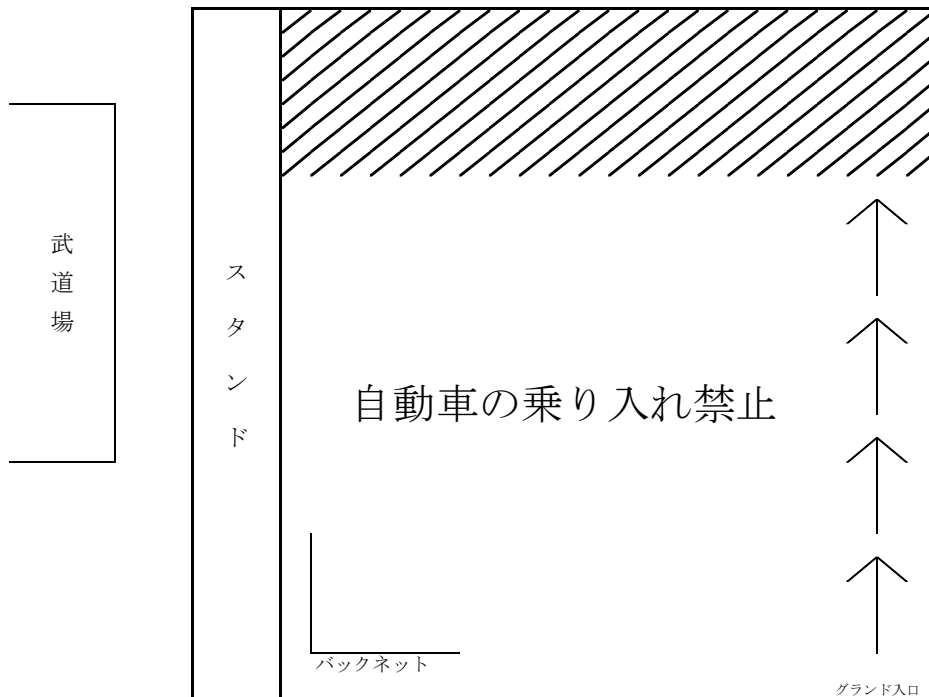 武道場
スタンド
自動車の乗り入れ禁止
バックネット
グランド入口